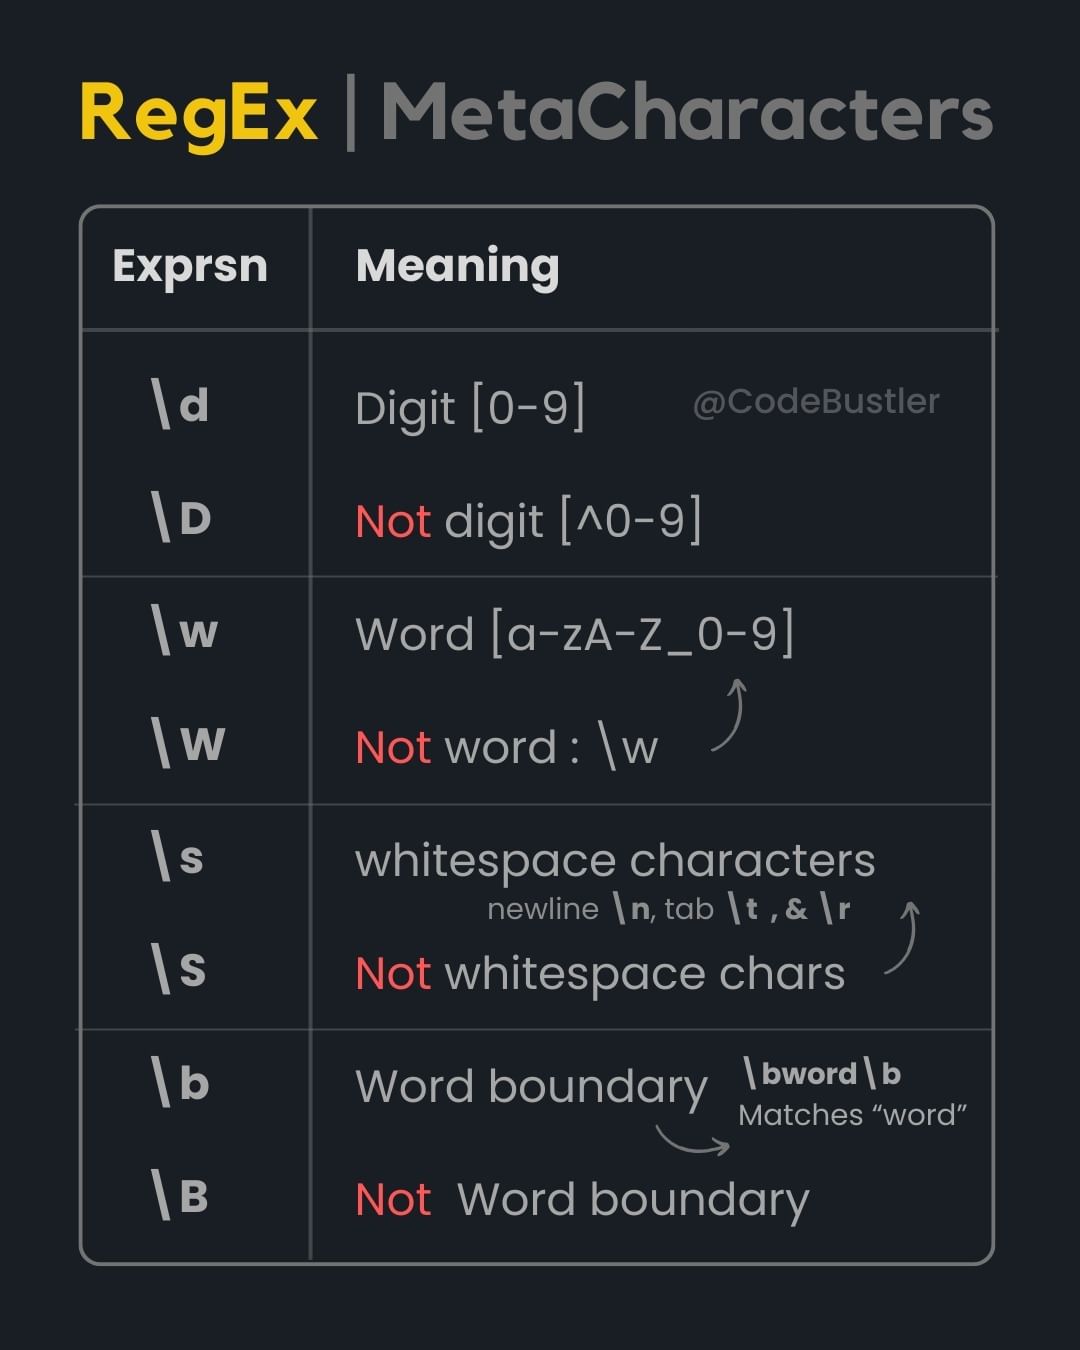 RegEx | MetaCharacters
Exprsn Meaning
\d Digit [0-9] @CodeBustler
\D Not digit [^0-9]
\w Word [a-zA-Z_0-9]
\W Not word : \w
\s whitespace characters
newline \n, tab \t , & \r
\S Not whitespace chars
\b Word boundary \bword\b
Matches “word”
\B Not Word boundary